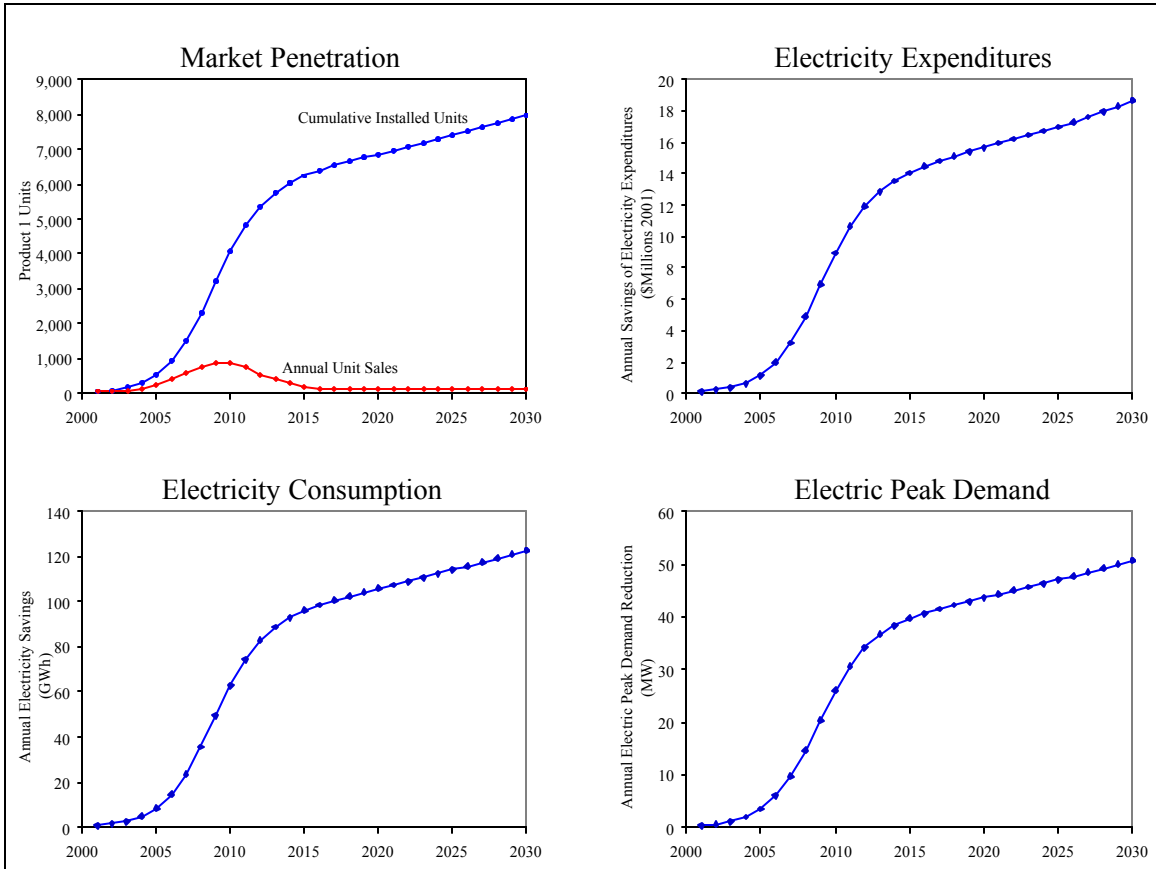 Market Penetration
9,000
8,000
7,000
6,000
5,000
4,000
3,000
2,000
1,000
0
Product 1 Units
Cumulative Installed Units
Annual Unit Sales
2000 2005 2010 2015 2020 2025 2030
Electricity Expenditures
20
18
16
14
12
10
8
6
4
2
0
Annual Savings of Electricity Expenditures
($Millions 2001)
2000 2005 2010 2015 2020 2025 2030
Electricity Consumption
140
120
100
80
60
40
20
0
Annual Electricity Savings
(GWh)
2000 2005 2010 2015 2020 2025 2030
Electric Peak Demand
60
50
40
30
20
10
0
Annual Electric Peak Demand Reduction
(MW)
2000 2005 2010 2015 2020 2025 2030